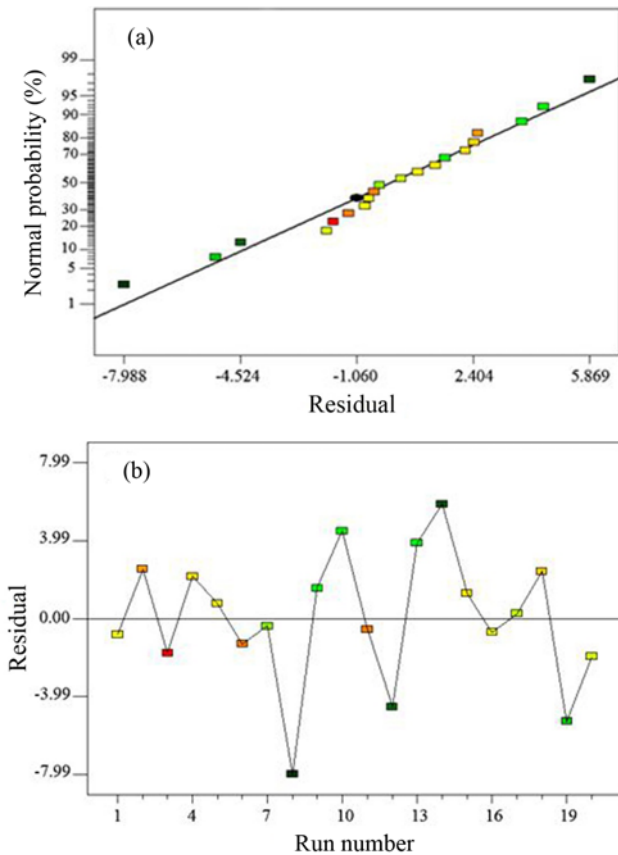 (a)
Normal probability (%)
99
95
90
80
70
50
30
20
10
5
1
-7.988 -4.524 -1.060 2.404 5.869
Residual
(b)
Residual
7.99
3.99
0.00
-3.99
-7.99
1 4 7 10 13 16 19
Run number